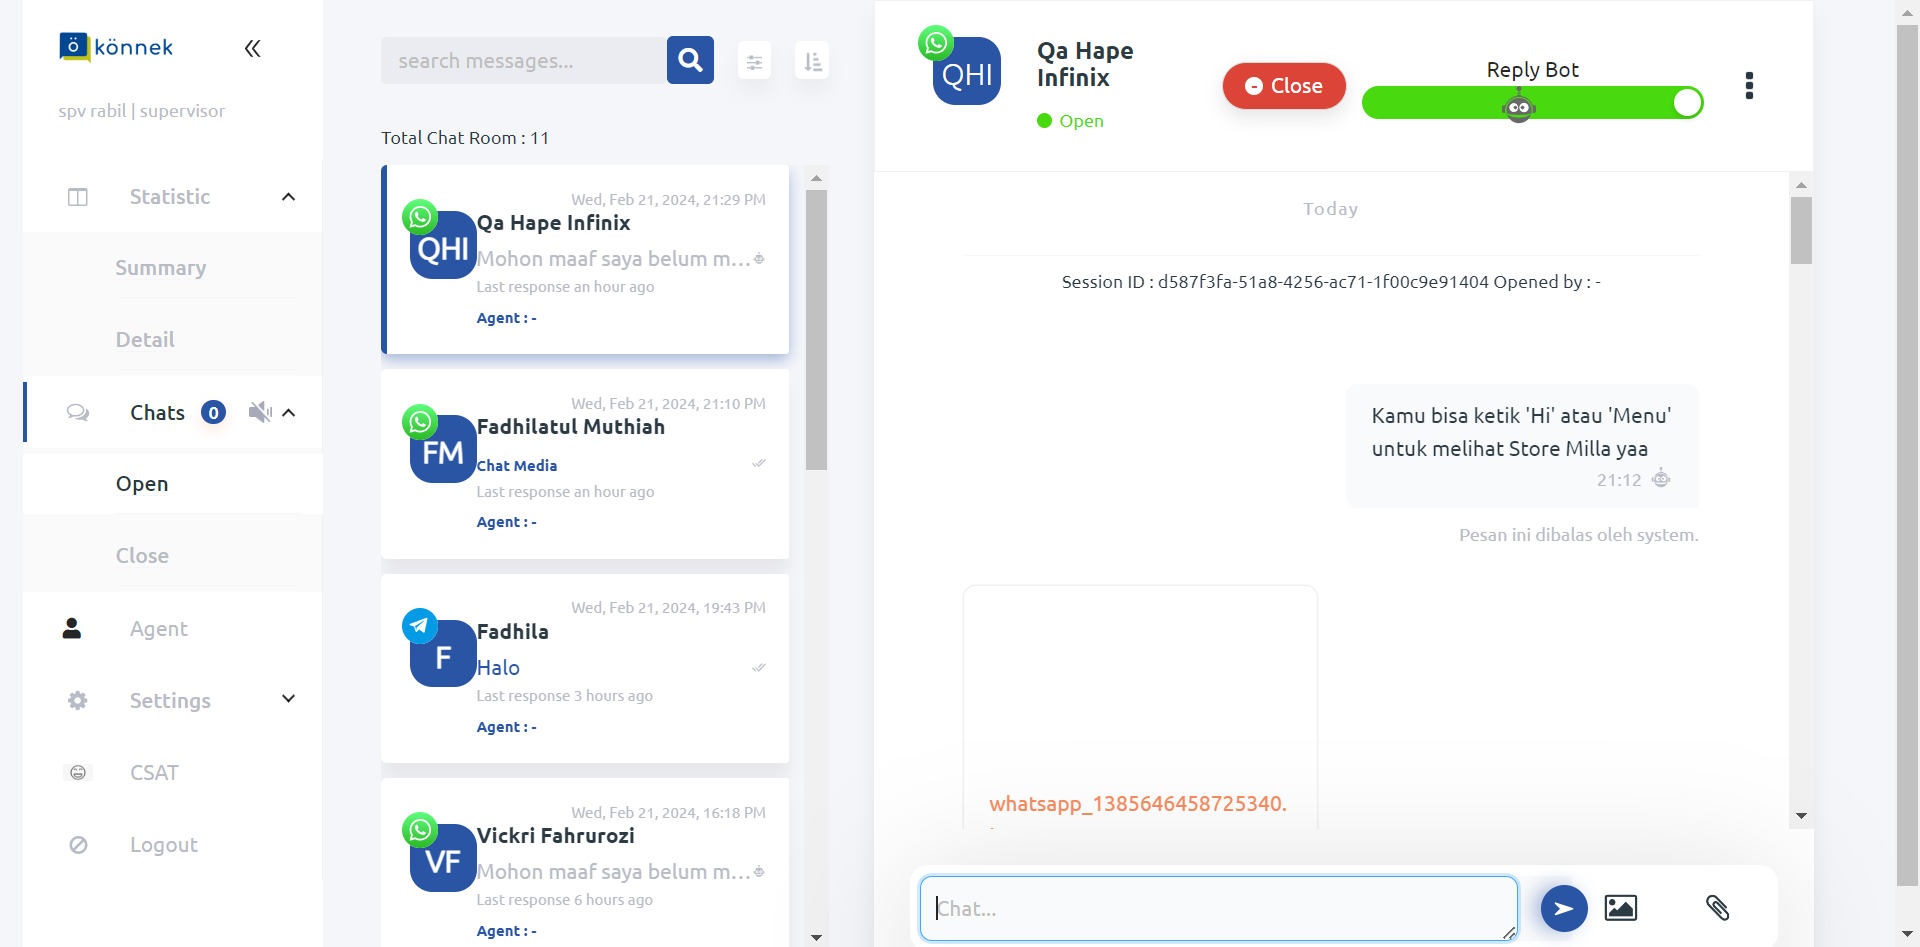 ö könnek
spv rabil | supervisor
Statistic
Summary
Detail
Chats 0
Open
Close
Agent
Settings
CSAT
Logout
search messages...
Total Chat Room : 11
Wed, Feb 21, 2024, 21:29 PM
QHI
Qa Hape Infinix
Mohon maaf saya belum m...
Last response an hour ago
Agent : -
Wed, Feb 21, 2024, 21:10 PM
FM
Fadhilatul Muthiah
Chat Media
Last response an hour ago
Agent : -
Wed, Feb 21, 2024, 19:43 PM
F
Fadhila
Halo
Last response 3 hours ago
Agent : -
Wed, Feb 21, 2024, 16:18 PM
VF
Vickri Fahrurozi
Mohon maaf saya belum m...
Last response 6 hours ago
Agent : -
QHI
Qa Hape
Infinix
Open
Close
Reply Bot
Today
Session ID : d587f3fa-51a8-4256-ac71-1f00c9e91404 Opened by : -
Kamu bisa ketik 'Hi' atau 'Menu'
untuk melihat Store Milla yaa
21:12
Pesan ini dibalas oleh system.
whatsapp_1385646458725340.
Chat...